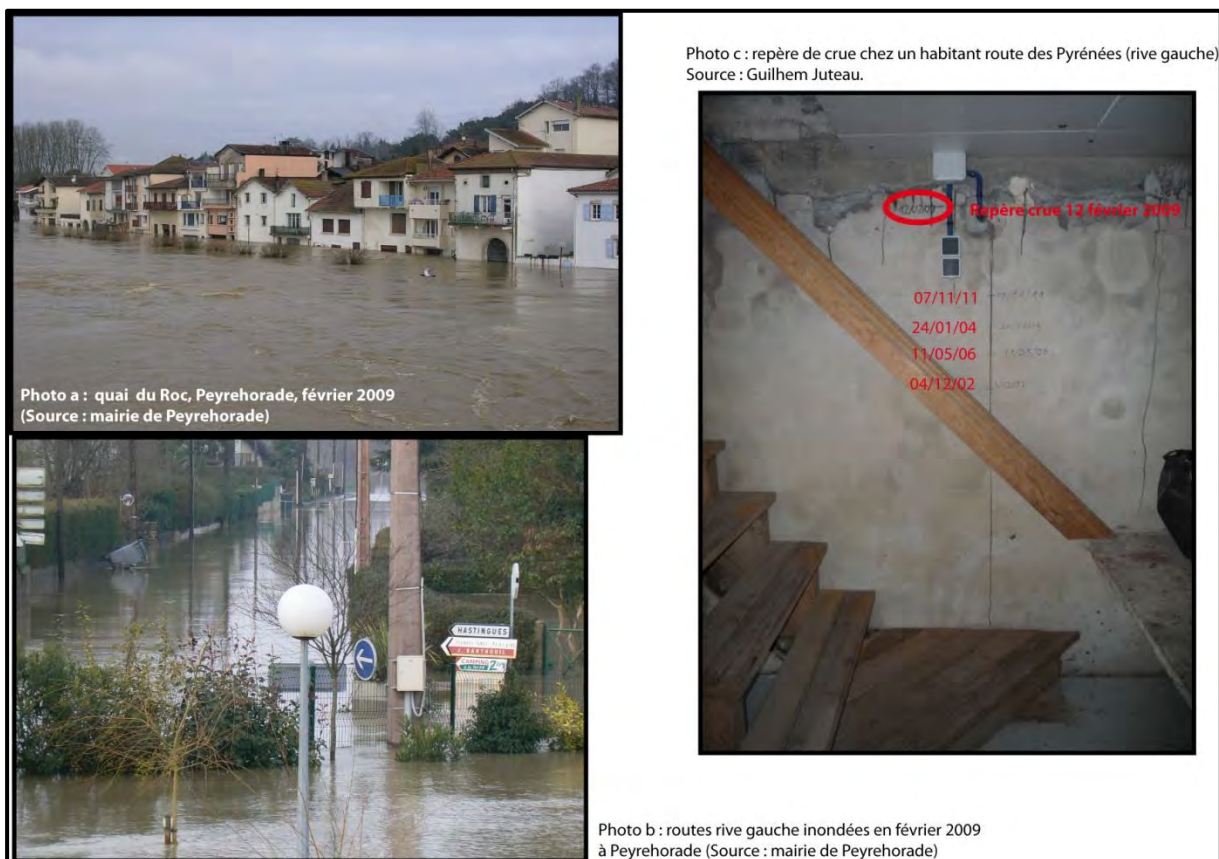 Photo a : quai du Roc, Peyrehorade, février 2009
(Source : mairie de Peyrehorade)
Photo c : repère de crue chez un habitant route des Pyrénées (rive gauche)
Source : Guilhem Juteau.
Repère crue 12 février 2009
07/11/11
24/01/04
11/05/06
04/12/02
HASTINGUES
J. BARTHOUIL
CAMPING
Photo b : routes rive gauche inondées en février 2009
à Peyrehorade (Source : mairie de Peyrehorade)